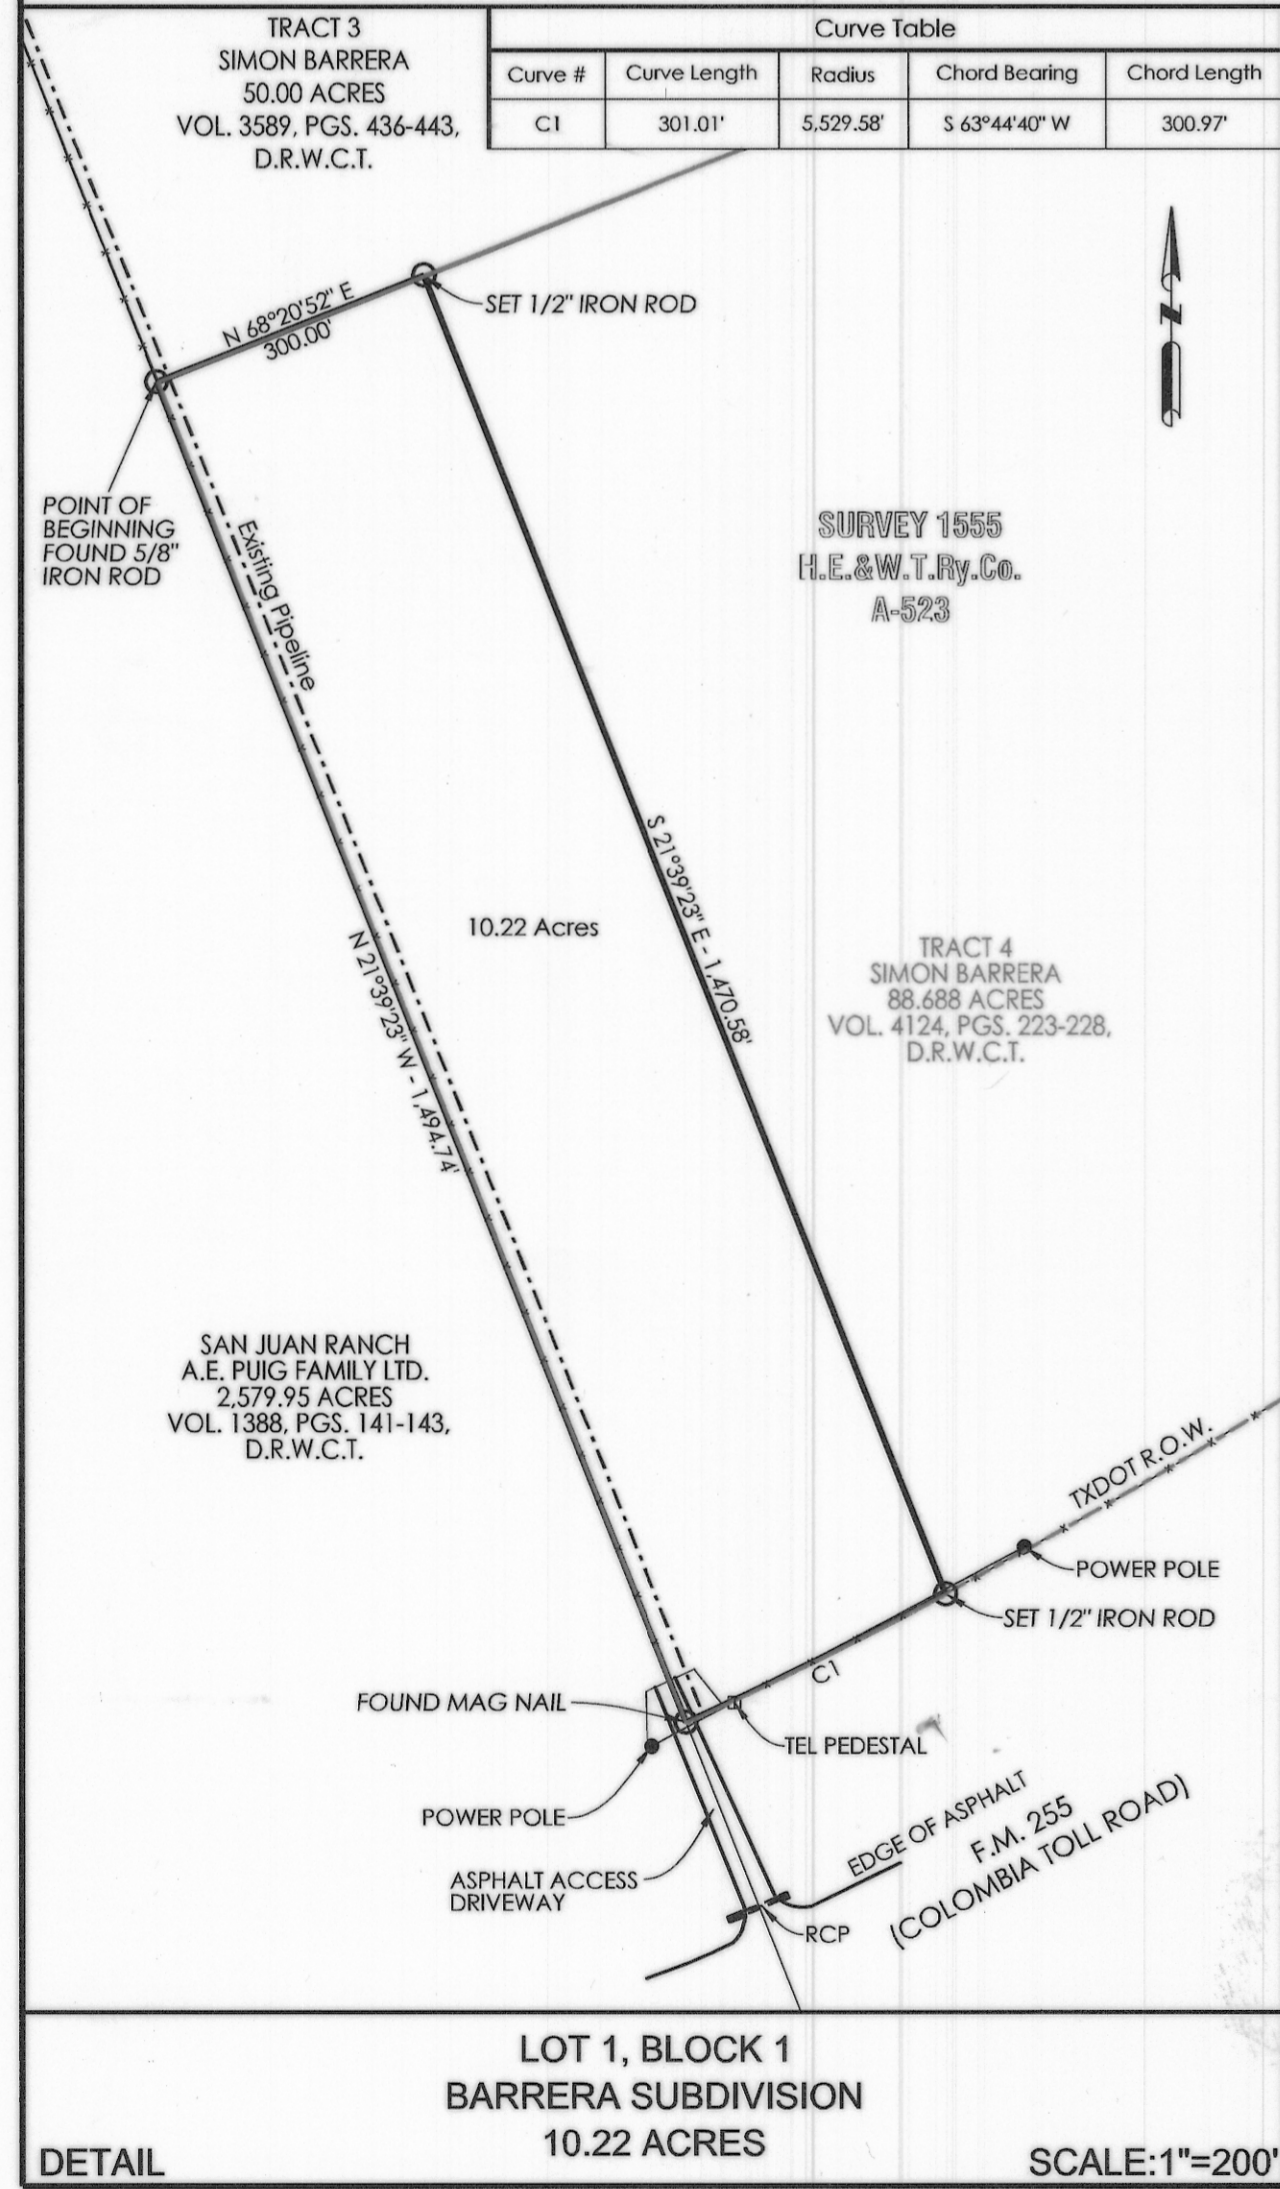 TRACT 3
SIMON BARRERA
50.00 ACRES
VOL. 3589, PGS. 436-443,
D.R.W.C.T.
Curve Table
Curve # Curve Length Radius Chord Bearing Chord Length
C1 301.01' 5,529.58' S 63°44'40" W 300.97'
N 68°20'52" E
300.00'
SET 1/2" IRON ROD
N
POINT OF
BEGINNING
FOUND 5/8"
IRON ROD
Existing Pipeline
SURVEY 1555
H.E.&W.T.Ry.Co.
A-523
10.22 Acres
S 21°39'23" E - 1,470.58'
N 21°39'23" W - 1,494.74'
TRACT 4
SIMON BARRERA
88.688 ACRES
VOL. 4124, PGS. 223-228,
D.R.W.C.T.
SAN JUAN RANCH
A.E. PUIG FAMILY LTD.
2,579.95 ACRES
VOL. 1388, PGS. 141-143,
D.R.W.C.T.
TXDOT R.O.W.
POWER POLE
SET 1/2" IRON ROD
C1
FOUND MAG NAIL
TEL PEDESTAL
POWER POLE
EDGE OF ASPHALT
F.M. 255
(COLOMBIA TOLL ROAD)
ASPHALT ACCESS
DRIVEWAY
RCP
LOT 1, BLOCK 1
BARRERA SUBDIVISION
10.22 ACRES
DETAIL
SCALE:1"=200'